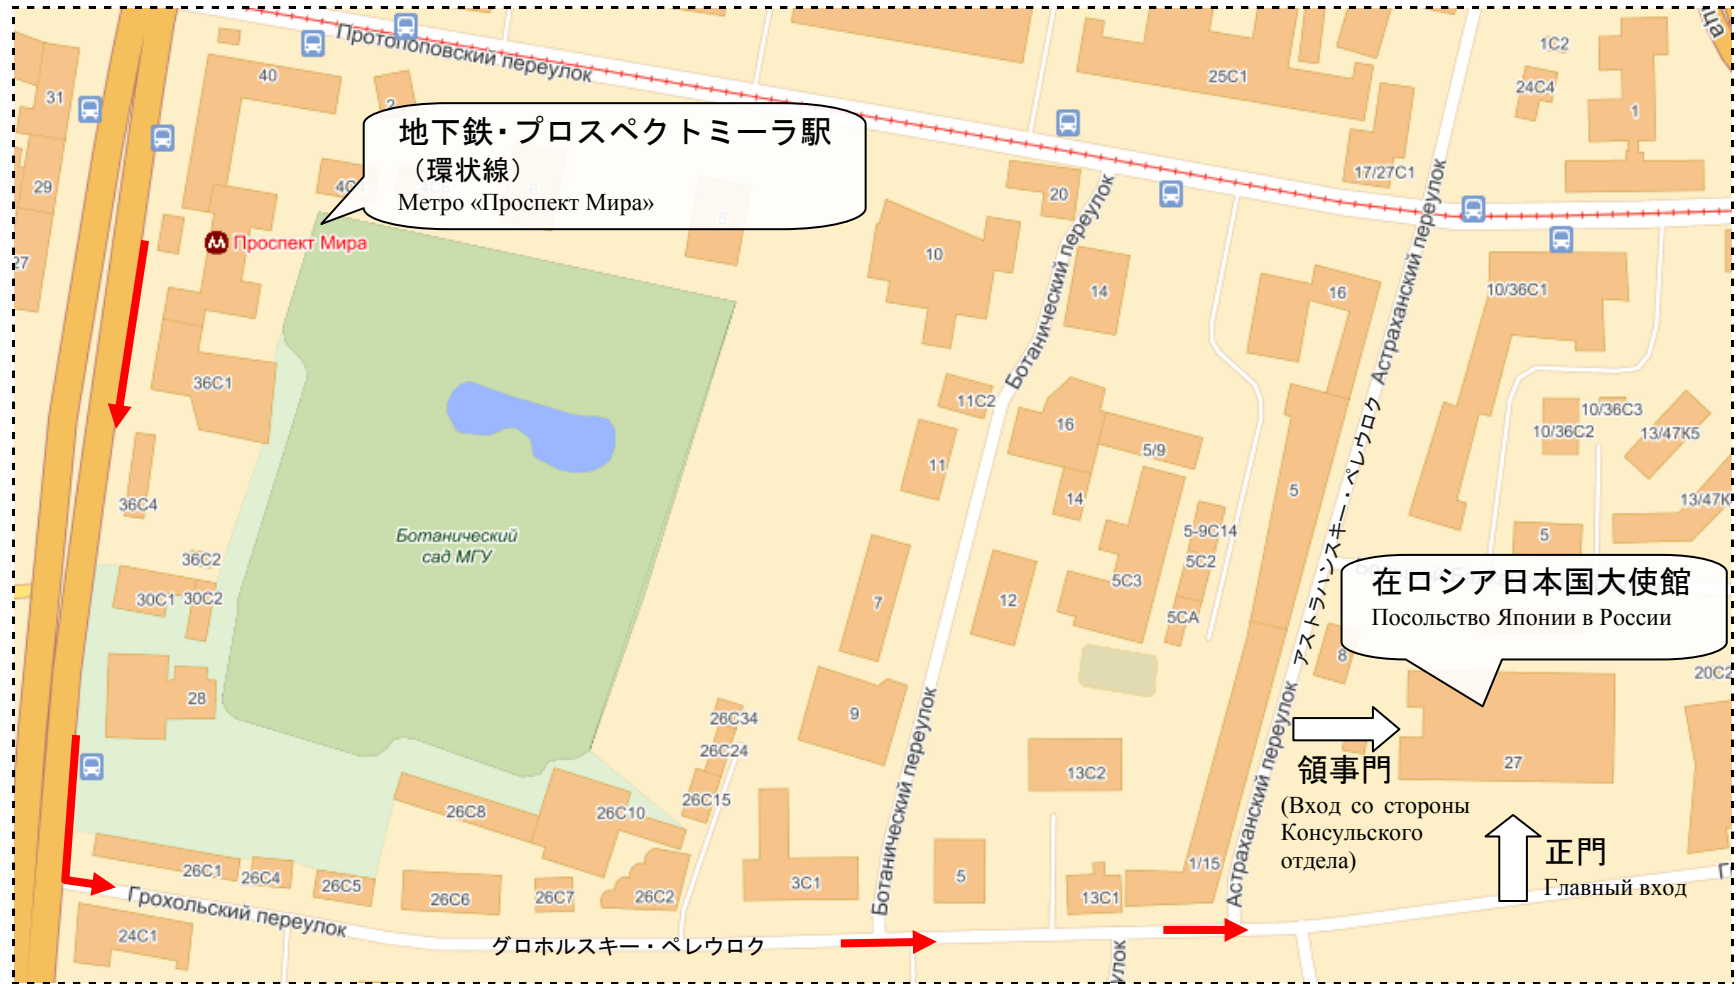 Протопоповский переулок
1С2
25С1
24С4
1
40
31
2
地下鉄・プロスペクトミーラ駅
（環状線）
Метро «Проспект Мира»
17/27С1
29
20
8
Проспект Мира
27
10
14
16
10/36С1
Ботанический переулок
Астраханский переулок
36С1
11С2
16
5/9
10/36С3
10/36С2
13/47К5
11
14
5
13/47К
36С4
Ботанический
сад МГУ
5-9С14
5
36С2
5С2
5С3
30С1
30С2
7
12
5СА
アストラハンスキー・ペレウロク
在ロシア日本国大使館
Посольство Японии в России
8
28
20С2
26С34
9
26С24
Ботанический переулок
Астраханский переулок
13С2
27
領事門
(Вход со стороны
Консульского
отдела)
26С8
26С10
26С15
正門
Главный вход
26С1
26С4
26С5
26С6
26С7
26С2
3С1
5
13С1
1/15
Грохольский переулок
24С1
グロホルスキー・ペレウロク
улок